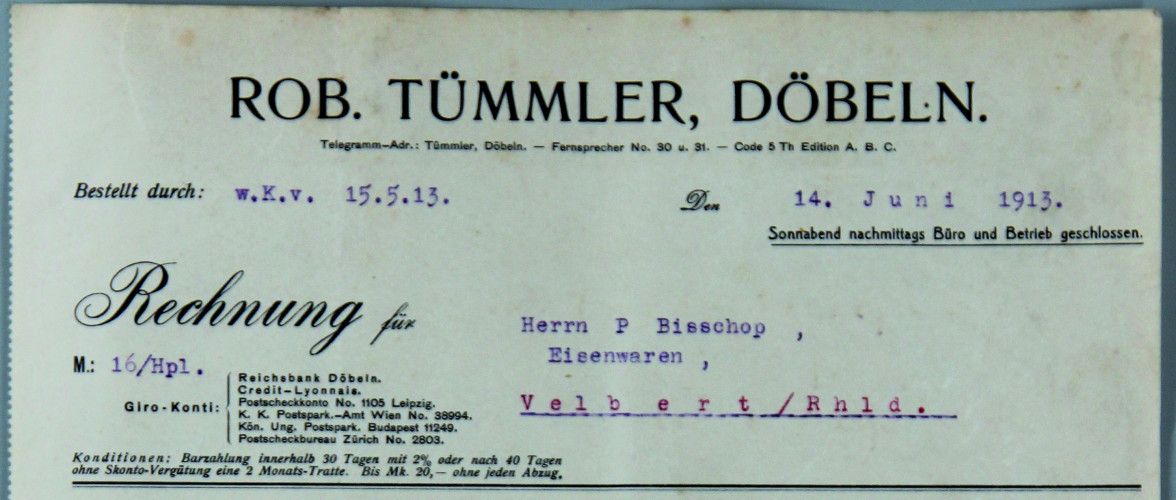 ROB. TÜMMLER, DÖBELN.
Telegramm-Adr.: Tümmler, Döbeln. — Fernsprecher No. 30 u. 31. — Code 5 Th Edition A. B. C.
Bestellt durch: w.K.v. 15.5.13.
Den 14. Juni 1913.
Sonnabend nachmittags Büro und Betrieb geschlossen.
Rechnung für
Herrn P Bisschop ,
Eisenwaren ,
Velbert/Rhld.
M.: 16/Hpl.
Giro-Konti:
Reichsbank Döbeln.
Credit-Lyonnais.
Postscheckkonto No. 1105 Leipzig.
K. K. Postspark.-Amt Wien No. 38994.
Kön. Ung. Postspark. Budapest 11249.
Postscheckbureau Zürich No. 2803.
Konditionen: Barzahlung innerhalb 30 Tagen mit 2% oder nach 40 Tagen
ohne Skonto-Vergütung eine 2 Monats-Tratte. Bis Mk. 20,— ohne jeden Abzug.